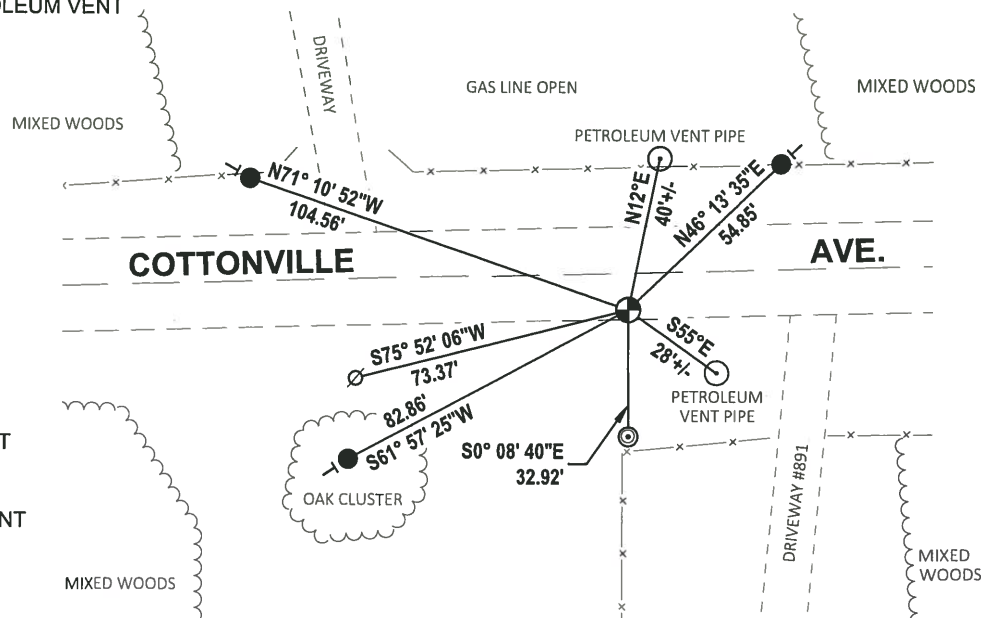 OLEUM VENT
DRIVEWAY
GAS LINE OPEN
MIXED WOODS
MIXED WOODS
PETROLEUM VENT PIPE
N71° 10' 52"W
104.56'
N12°E
40'+/-
N46° 13' 35"E
54.85'
COTTONVILLE
AVE.
S75° 52' 06"W
73.37'
S55°E
28'+/-
PETROLEUM
VENT PIPE
82.86'
S61° 57' 25"W
T
S0° 08' 40"E
32.92'
OAK CLUSTER
DRIVEWAY #891
NT
MIXED WOODS
MIXED
WOODS